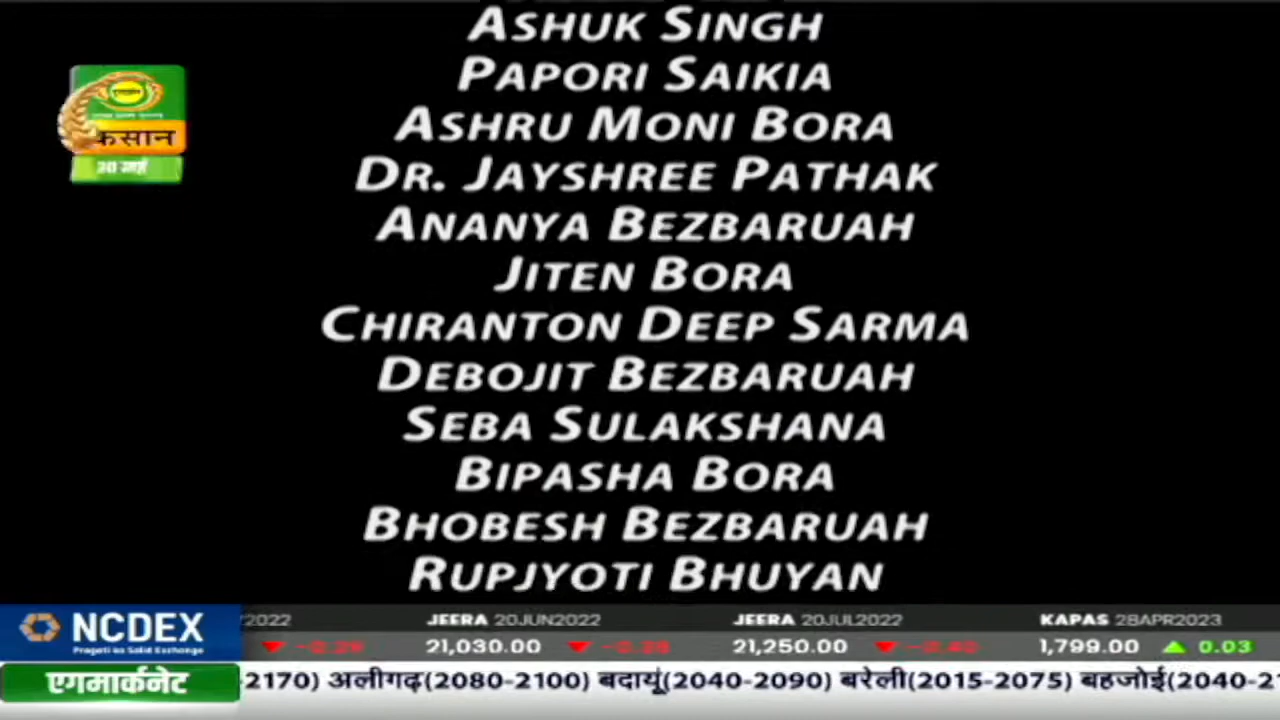 ASHUK SINGH
PAPORI SAIKIA
ASHRU MONI BORA
DR. JAYSHREE PATHAK
ANANYA BEZBARUAH
JITEN BORA
CHIRANTON DEEP SARMA
DEBOJIT BEZBARUAH
SEBA SULAKSHANA
BIPASHA BORA
BHOBESH BEZBARUAH
RUPJYOTI BHUYAN
किसान
NCDEX
2022 JEERA 20JUN2022 JEERA 20JUL2022 KAPAS 28APR2023
21,030.00 21,250.00 1,799.00 0.03
एगमार्कनेट 2170) अलीगढ़(2080-2100) बदायूं(2040-2090) बरेली(2015-2075) बहजोई(2040-21